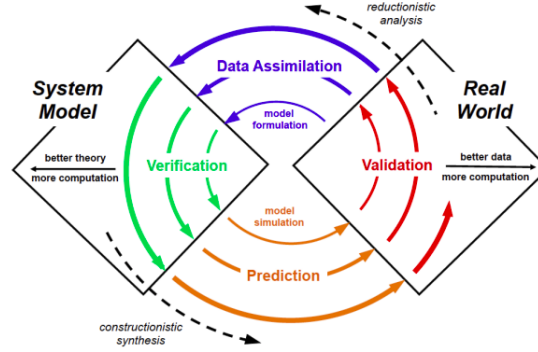 reductionistic
analysis
System
Model
Data Assimilation
Real
World
model
formulation
Verification
Validation
better theory
more computation
better data
more computation
model
simulation
Prediction
constructionistic
synthesis